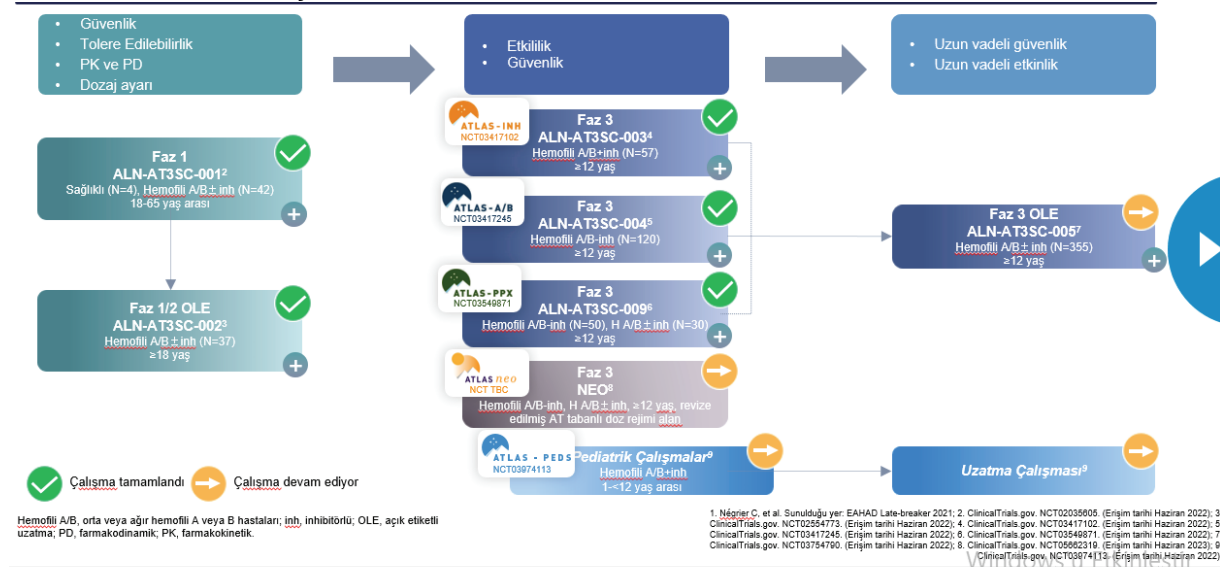 • Güvenlik
• Tolere Edilebilirlik
• PK ve PD
• Dozaj ayarı
• Etkililik
• Güvenlik
• Uzun vadeli güvenlik
• Uzun vadeli etkinlik
Faz 1
ALN-AT3SC-001²
Sağlıklı (N=4), Hemofili A/B± inh (N=42)
18-65 yaş arası
Faz 1/2 OLE
ALN-AT3SC-002³
Hemofili A/B± inh (N=37)
≥18 yaş
ATLAS-INH
NCT03417102
Faz 3
ALN-AT3SC-003⁴
Hemofili A/B+inh (N=57)
≥12 yaş
ATLAS-A/B
NCT03417245
Faz 3
ALN-AT3SC-004⁵
Hemofili A/B-inh (N=120)
≥12 yaş
ATLAS-PPX
NCT03549871
Faz 3
ALN-AT3SC-009⁶
Hemofili A/B-inh (N=50), H A/B± inh (N=30)
≥12 yaş
ATLAS neo
NCT TBC
Faz 3
NEO⁸
Hemofili A/B-inh, H A/B± inh, ≥12 yaş, revize
edilmiş AT tabanlı doz rejimi alan
ATLAS - PEDS
NCT03974113
Pediatrik Çalışmalar⁹
Hemofili A/B+inh
1-<12 yaş arası
Faz 3 OLE
ALN-AT3SC-005⁷
Hemofili A/B± inh (N=355)
≥12 yaş
Uzatma Çalışması⁹
Çalışma tamamlandı
Çalışma devam ediyor
Hemofili A/B, orta veya ağır hemofili A veya B hastaları; inh, inhibitörlü; OLE, açık etiketli
uzatma; PD, farmakodinamik; PK, farmakokinetik.
1. Négrier C, et al. Sunulduğu yer: EAHAD Late-breaker 2021; 2. ClinicalTrials.gov. NCT02035605. (Erişim tarihi Haziran 2022); 3
ClinicalTrials.gov. NCT02554773. (Erişim tarihi Haziran 2022); 4. ClinicalTrials.gov. NCT03417102. (Erişim tarihi Haziran 2022); 5
ClinicalTrials.gov. NCT03417245. (Erişim tarihi Haziran 2022); 6. ClinicalTrials.gov. NCT03549871. (Erişim tarihi Haziran 2022); 7
ClinicalTrials.gov. NCT03754790. (Erişim tarihi Haziran 2022); 8. ClinicalTrials.gov. NCT05662319. (Erişim tarihi Haziran 2023); 9
ClinicalTrials.gov. NCT03974113. (Erişim tarihi Haziran 2022)